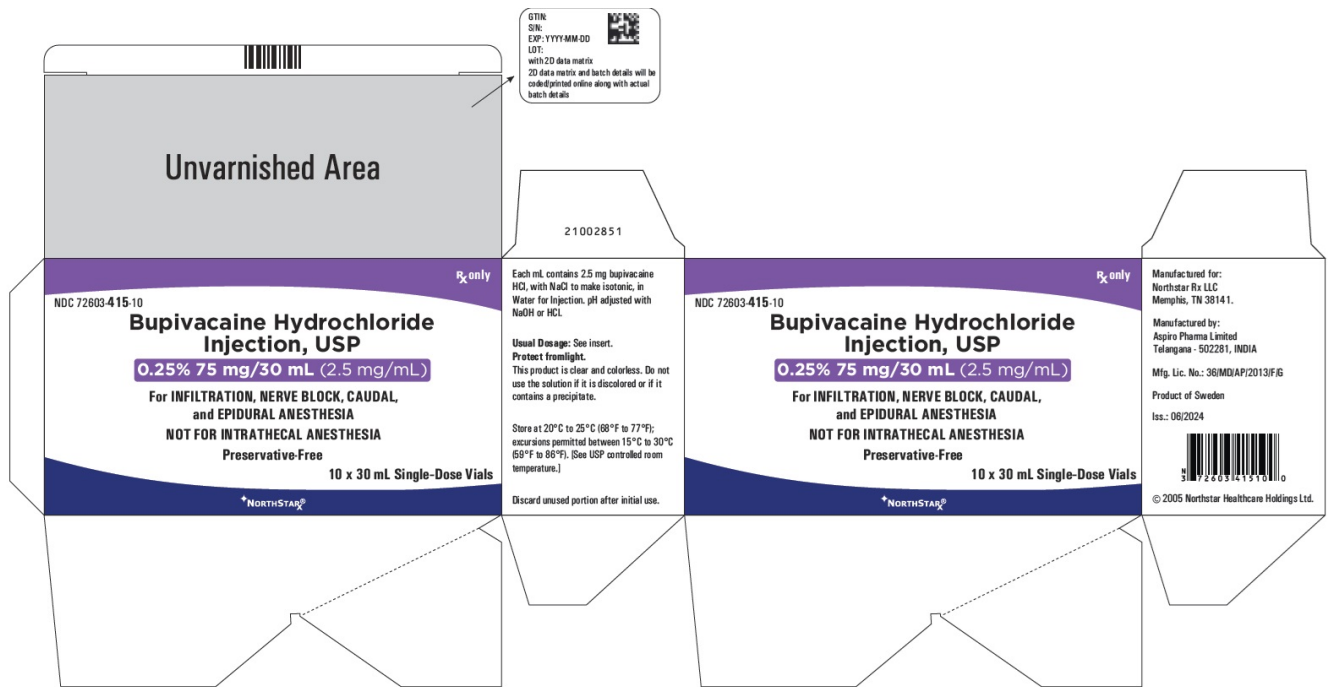 GTIN:
S/N:
EXP: YYYY-MM-DD
LOT:
with 2D data matrix
2D data matrix and batch details will be
coded/printed online along with actual
batch details
Unvarnished Area
21002851
Rx only
NDC 72603-415-10
Bupivacaine Hydrochloride
Injection, USP
0.25% 75 mg/30 mL (2.5 mg/mL)
For INFILTRATION, NERVE BLOCK, CAUDAL,
and EPIDURAL ANESTHESIA
NOT FOR INTRATHECAL ANESTHESIA
Preservative-Free
10 x 30 mL Single-Dose Vials
NORTHSTARx®
Each mL contains 2.5 mg bupivacaine
HCl, with NaCl to make isotonic, in
Water for Injection. pH adjusted with
NaOH or HCl.
Usual Dosage: See insert.
Protect fromlight.
This product is clear and colorless. Do not
use the solution if it is discolored or if it
contains a precipitate.
Store at 20°C to 25°C (68°F to 77°F);
excursions permitted between 15°C to 30°C
(59°F to 86°F). [See USP controlled room
temperature.]
Discard unused portion after initial use.
Rx only
NDC 72603-415-10
Bupivacaine Hydrochloride
Injection, USP
0.25% 75 mg/30 mL (2.5 mg/mL)
For INFILTRATION, NERVE BLOCK, CAUDAL,
and EPIDURAL ANESTHESIA
NOT FOR INTRATHECAL ANESTHESIA
Preservative-Free
10 x 30 mL Single-Dose Vials
NORTHSTARx®
Manufactured for:
Northstar Rx LLC
Memphis, TN 38141.
Manufactured by:
Aspiro Pharma Limited
Telangana - 502281, INDIA
Mfg. Lic. No.: 36/MD/AP/2013/F/G
Product of Sweden
Iss.: 06/2024
N
3 72603 41510 0
© 2005 Northstar Healthcare Holdings Ltd.